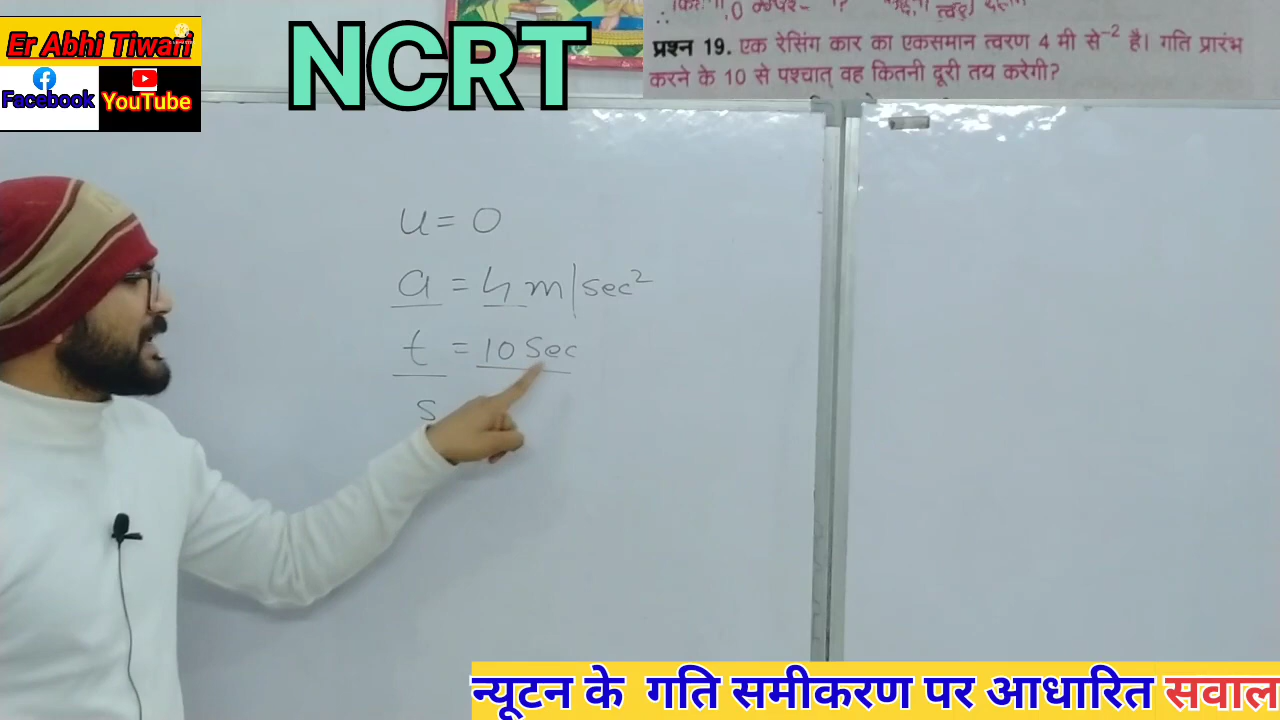 Er Abhi Tiwari
Facebook
YouTube
NCRT
प्रश्न 19. एक रेसिंग कार का एकसमान त्वरण 4 मी से⁻² है। गति प्रारंभ
करने के 10 से पश्चात् वह कितनी दूरी तय करेगी?
u = 0
a = 4 m/sec²
t = 10 Sec
s
न्यूटन के गति समीकरण पर आधारित सवाल